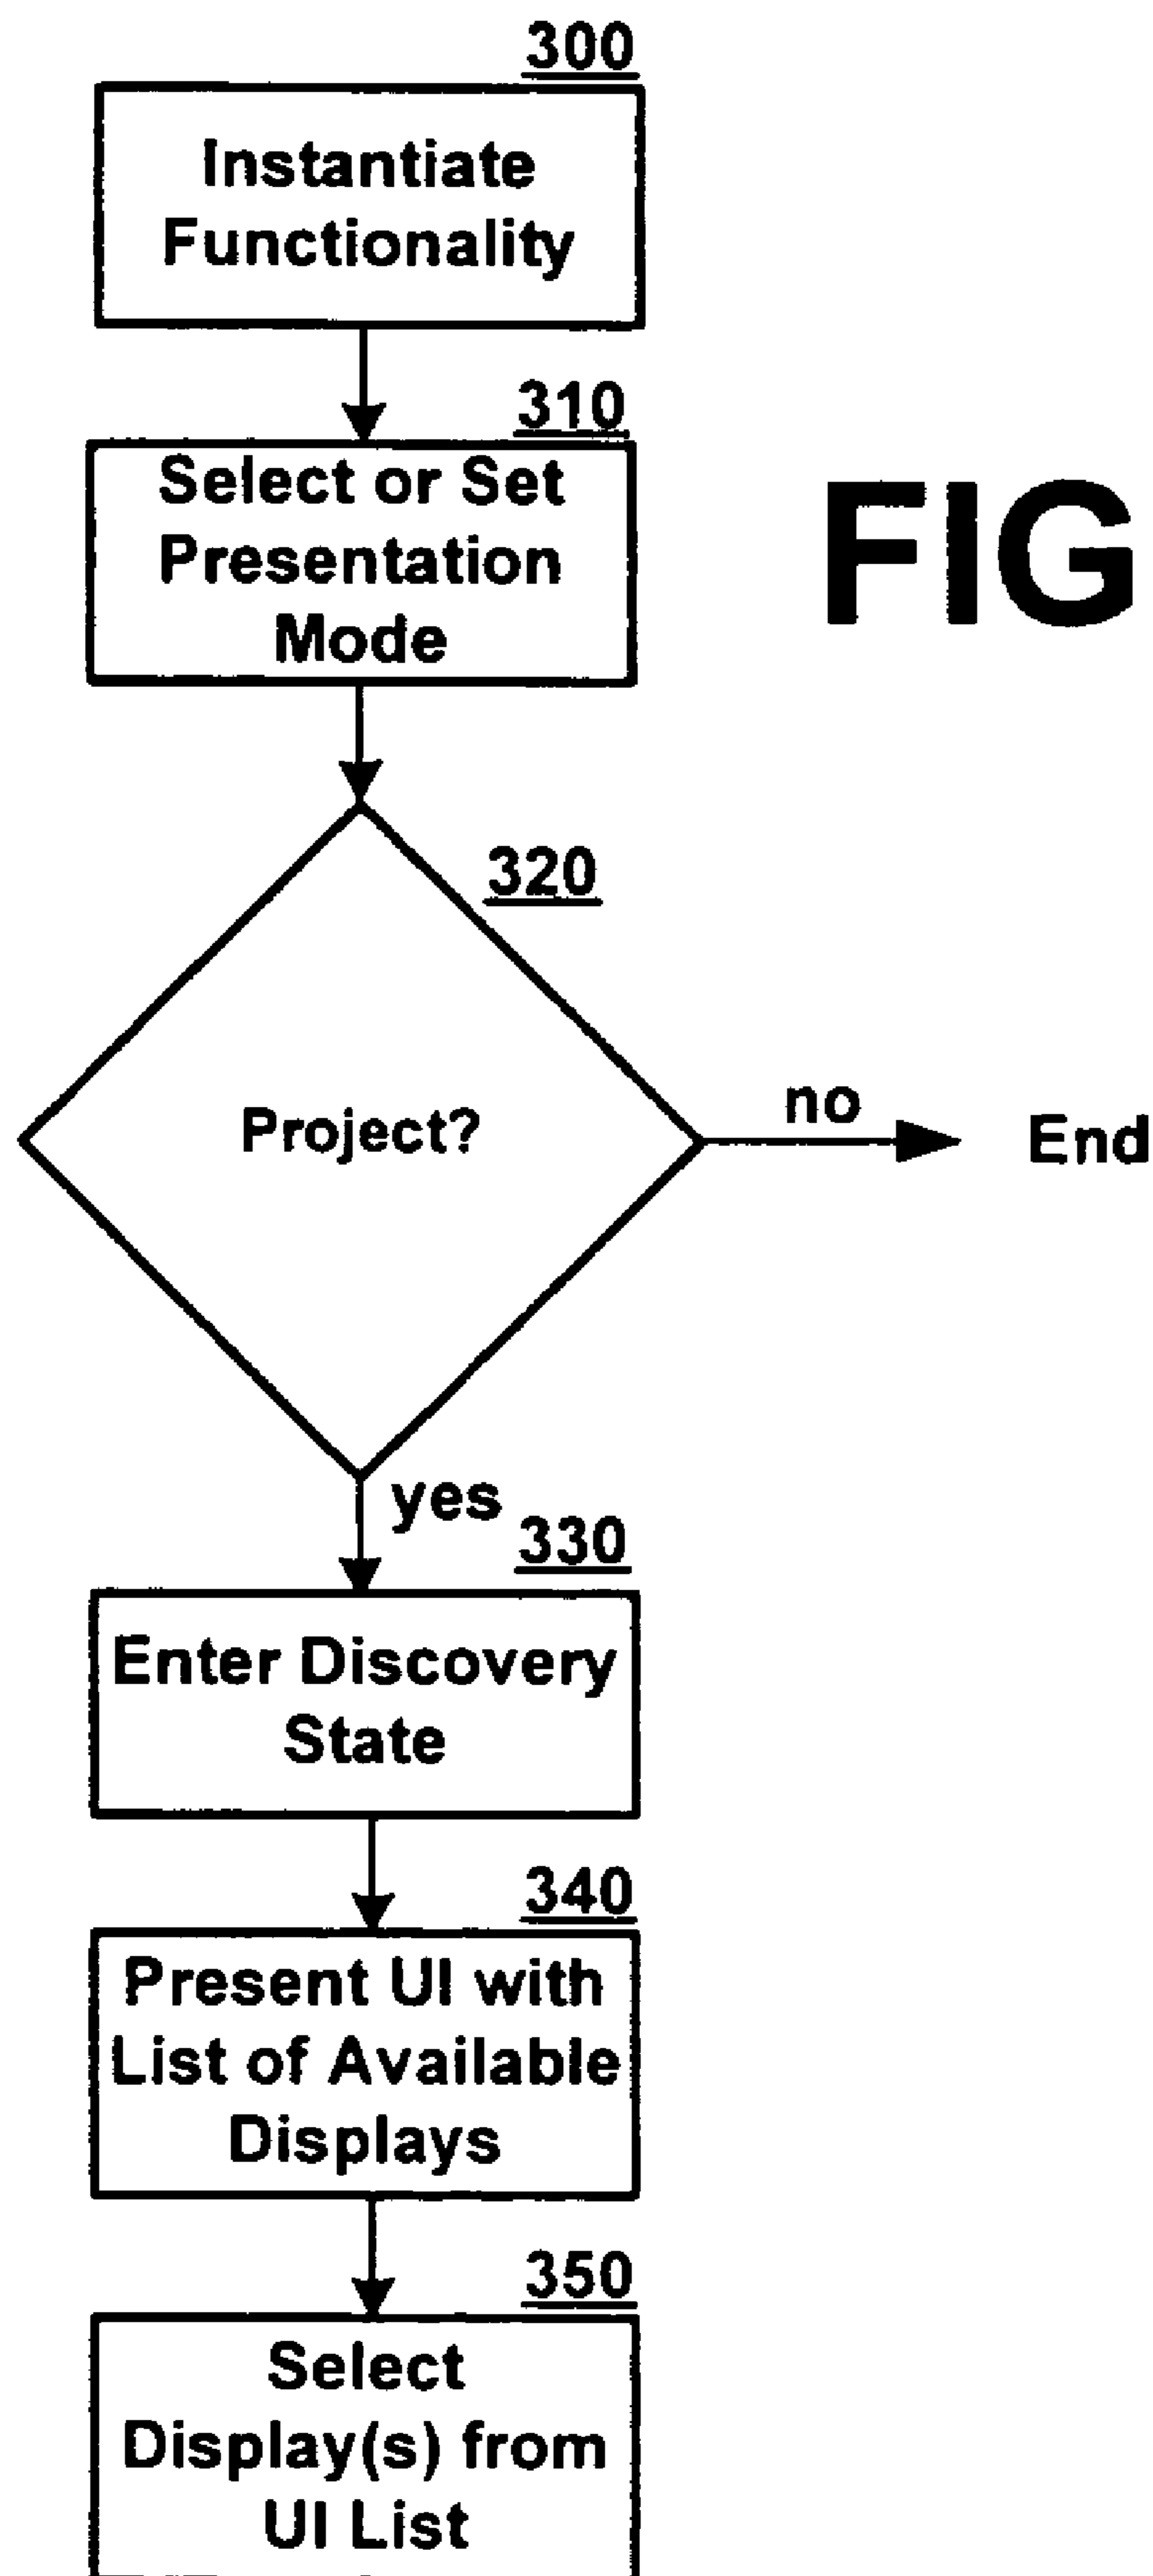 300
Instantiate
Functionality
310
Select or Set
Presentation
Mode
FIG
320
Project?
no
End
yes
330
Enter Discovery
State
340
Present UI with
List of Available
Displays
350
Select
Display(s) from
UI List